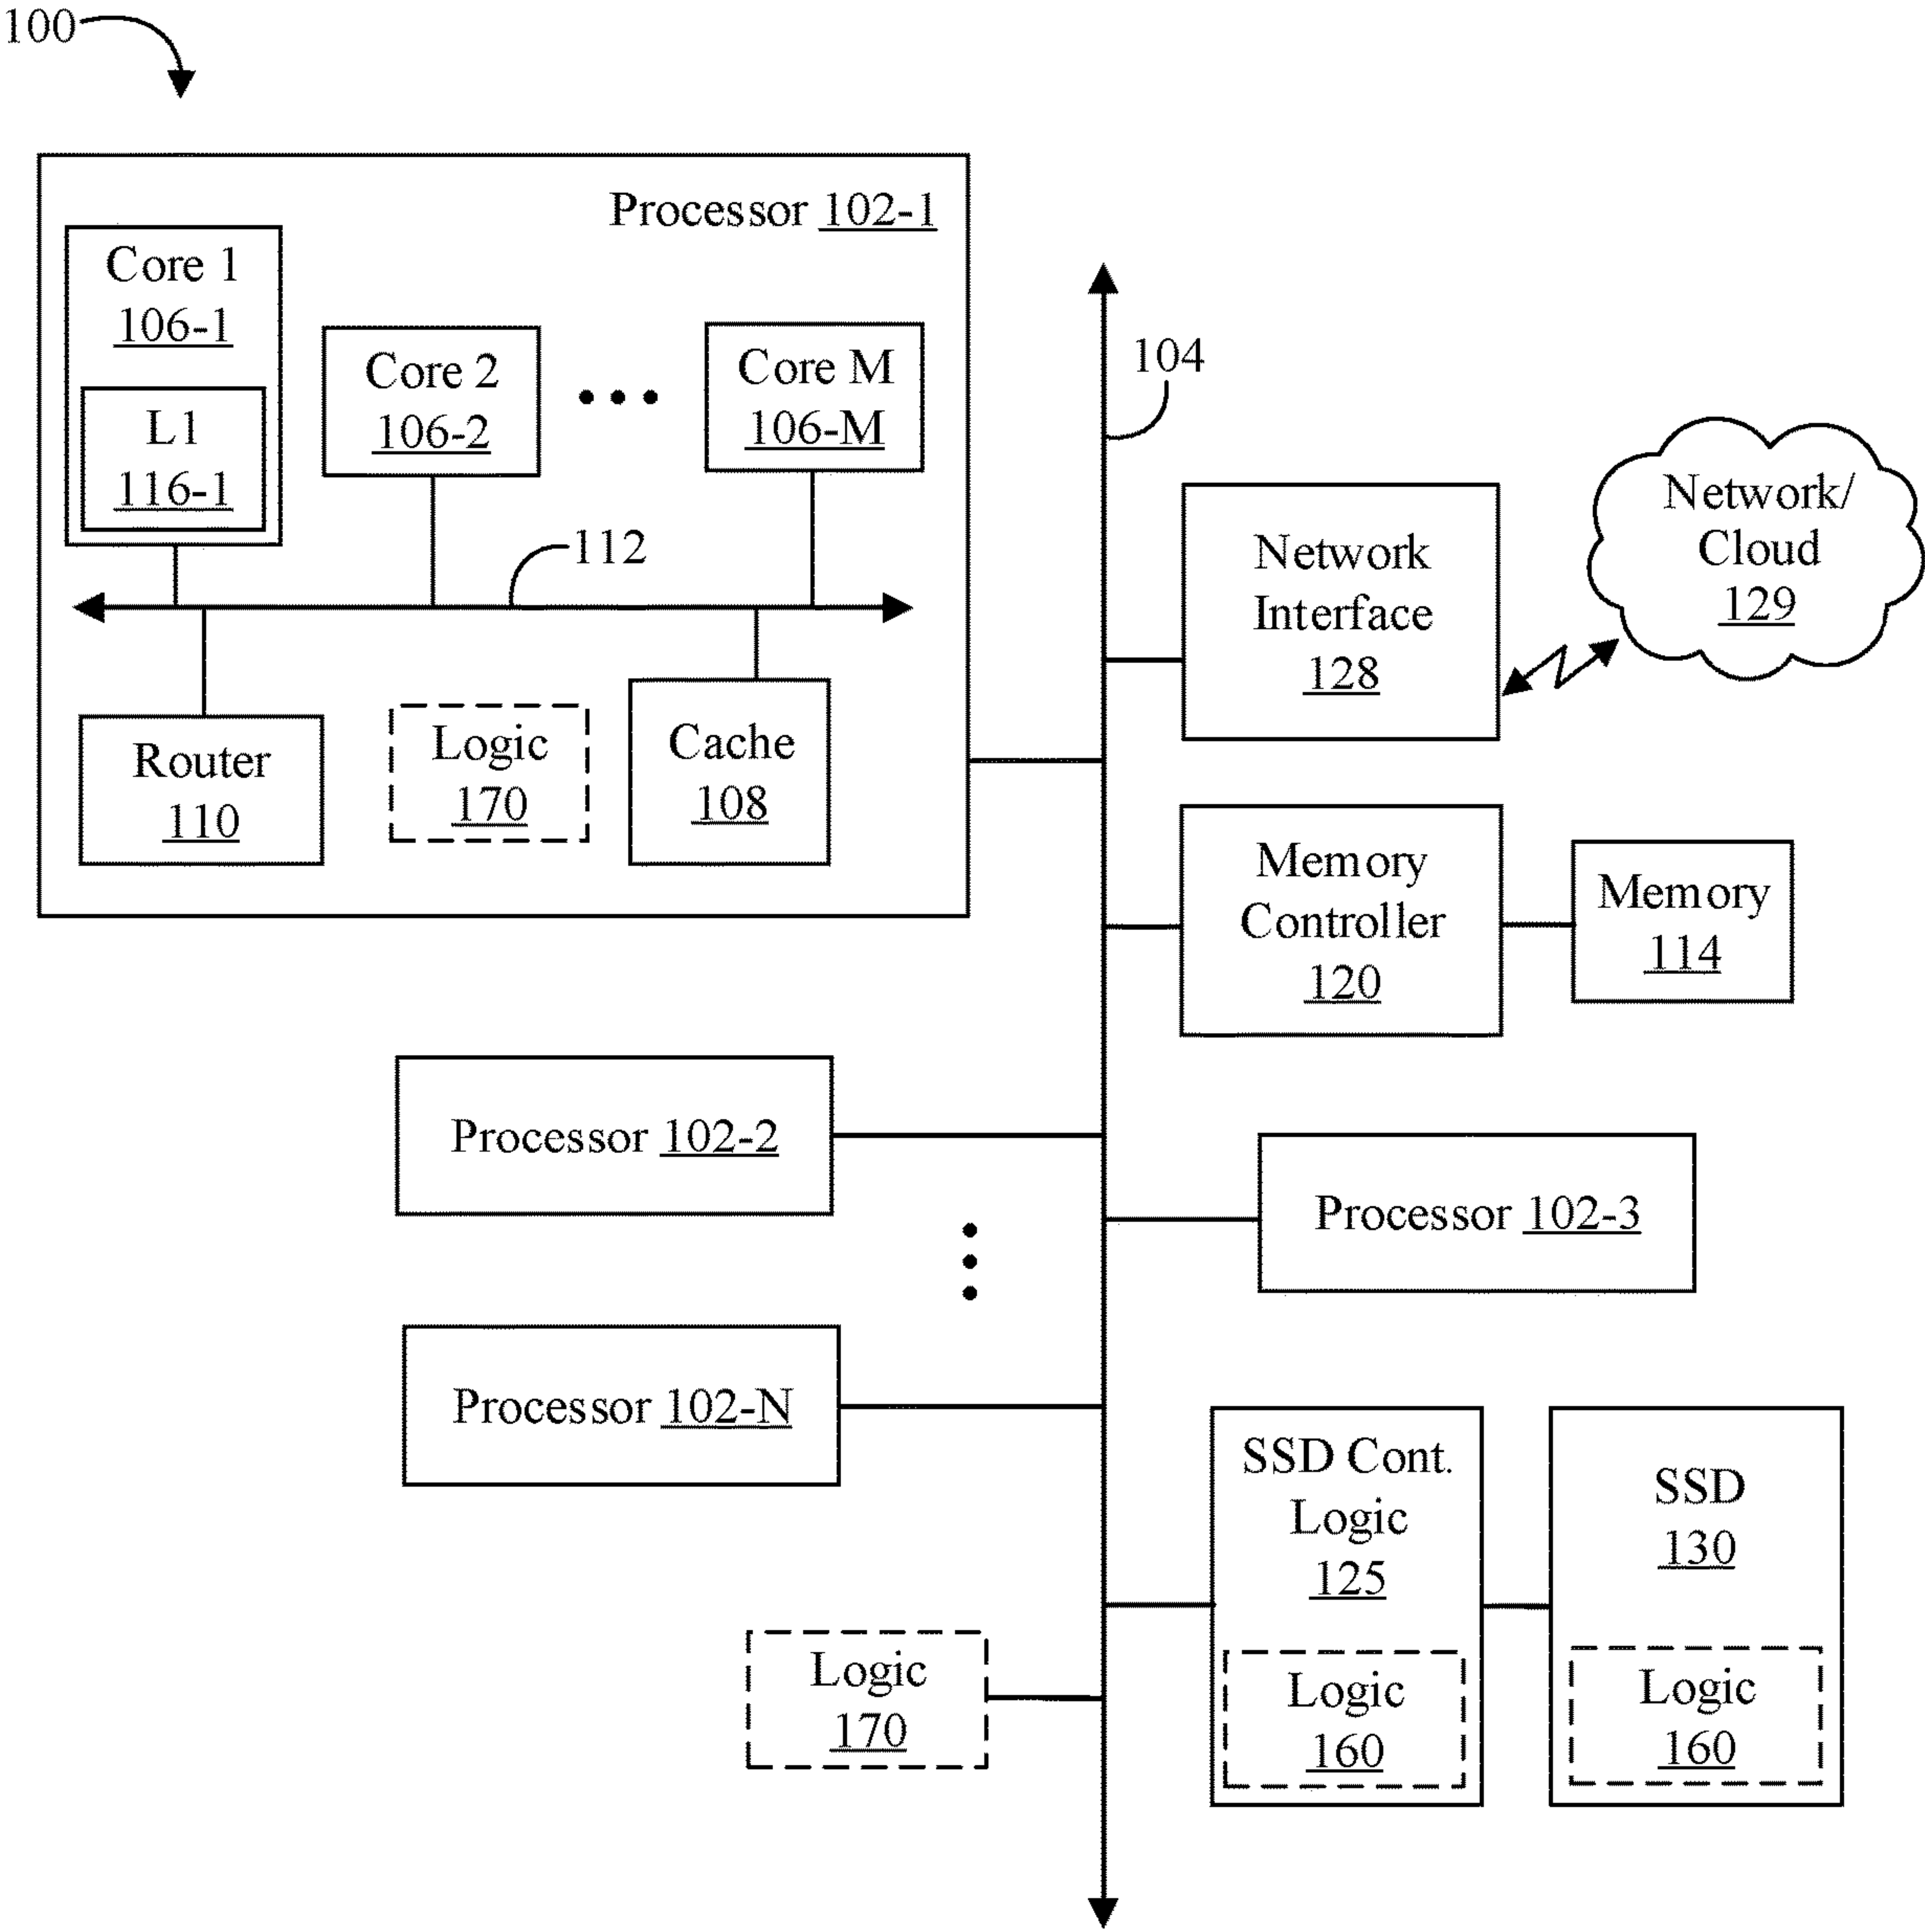 100
Processor 102-1
Core 1
106-1
L1
116-1
Core 2
106-2
Core M
106-M
112
Router
110
Logic
170
Cache
108
104
Network
Interface
128
Network/
Cloud
129
Memory
Controller
120
Memory
114
Processor 102-2
Processor 102-3
Processor 102-N
SSD Cont.
Logic
125
Logic
160
SSD
130
Logic
160
Logic
170